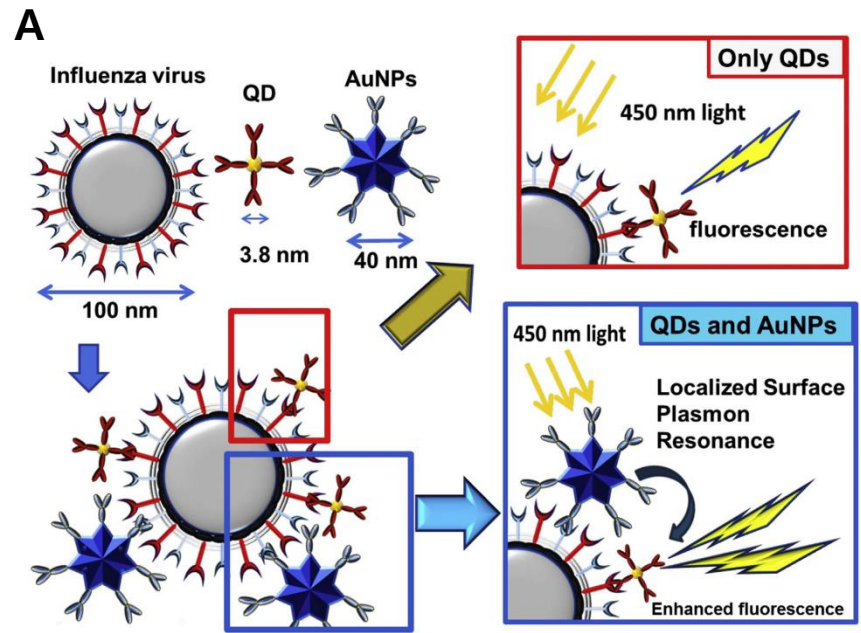 A
Influenza virus
QD
AuNPs
3.8 nm
40 nm
100 nm
Only QDs
450 nm light
fluorescence
QDs and AuNPs
450 nm light
Localized Surface
Plasmon
Resonance
Enhanced fluorescence